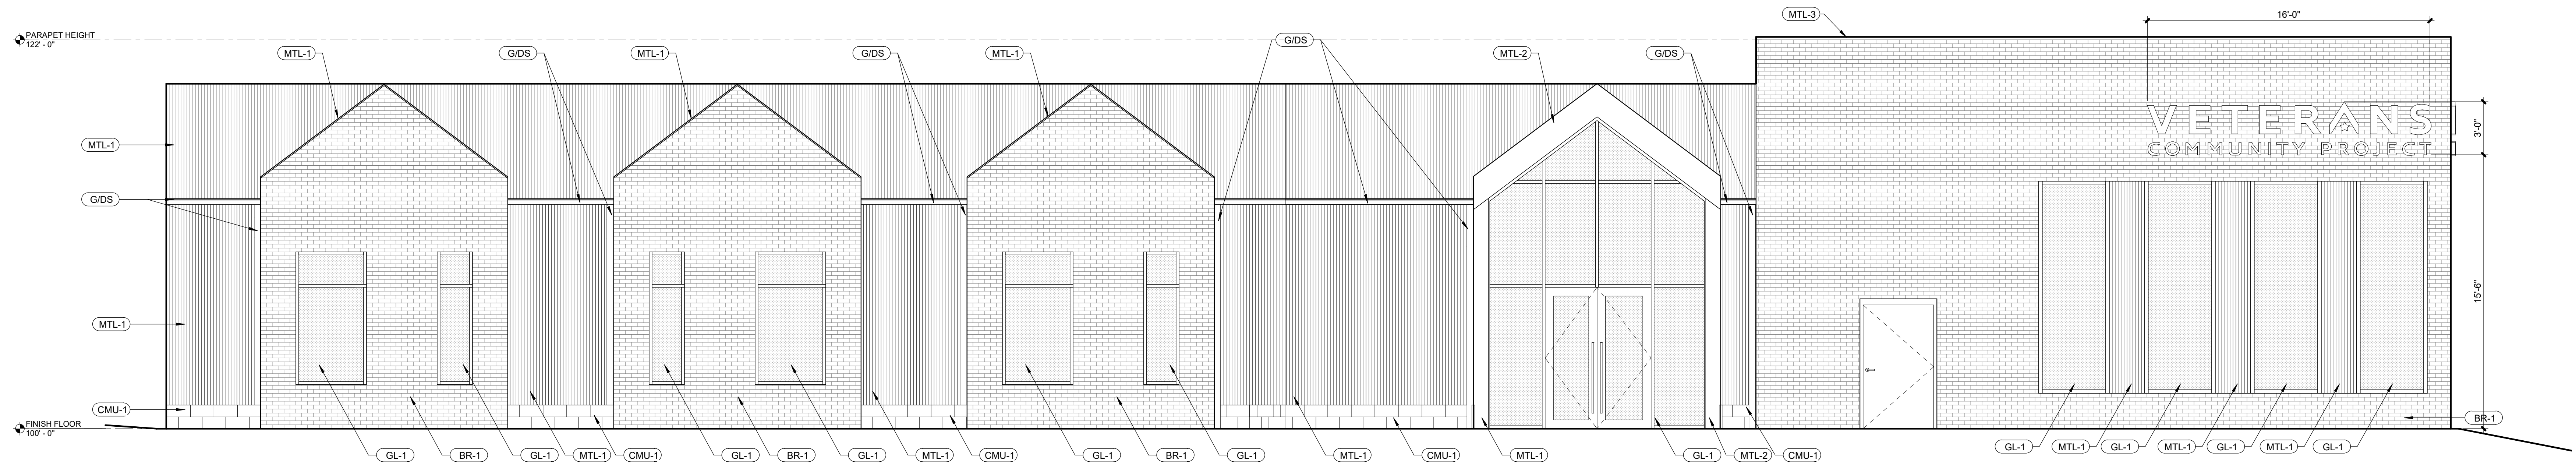 MTL-3
16'-0"
PARAPET HEIGHT
122' - 0"
MTL-1
G/DS
MTL-1
G/DS
MTL-1
G/DS
MTL-2
G/DS
VETERANS
COMMUNITY PROJECT
3'-0"
MTL-1
G/DS
15'-6"
MTL-1
CMU-1
BR-1
FINISH FLOOR
100' - 0"
GL-1
BR-1
GL-1
MTL-1
CMU-1
GL-1
BR-1
GL-1
MTL-1
CMU-1
GL-1
BR-1
GL-1
MTL-1
CMU-1
MTL-1
GL-1
MTL-2
CMU-1
GL-1
MTL-1
GL-1
MTL-1
GL-1
MTL-1
GL-1